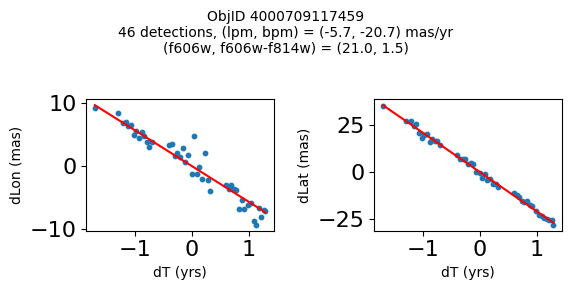 ObjID 4000709117459
46 detections, (lpm, bpm) = (-5.7, -20.7) mas/yr
(f606w, f606w-f814w) = (21.0, 1.5)
10
0
−10
−1
0
1
dLon (mas)
dT (yrs)
25
0
−25
−1
0
1
dLat (mas)
dT (yrs)